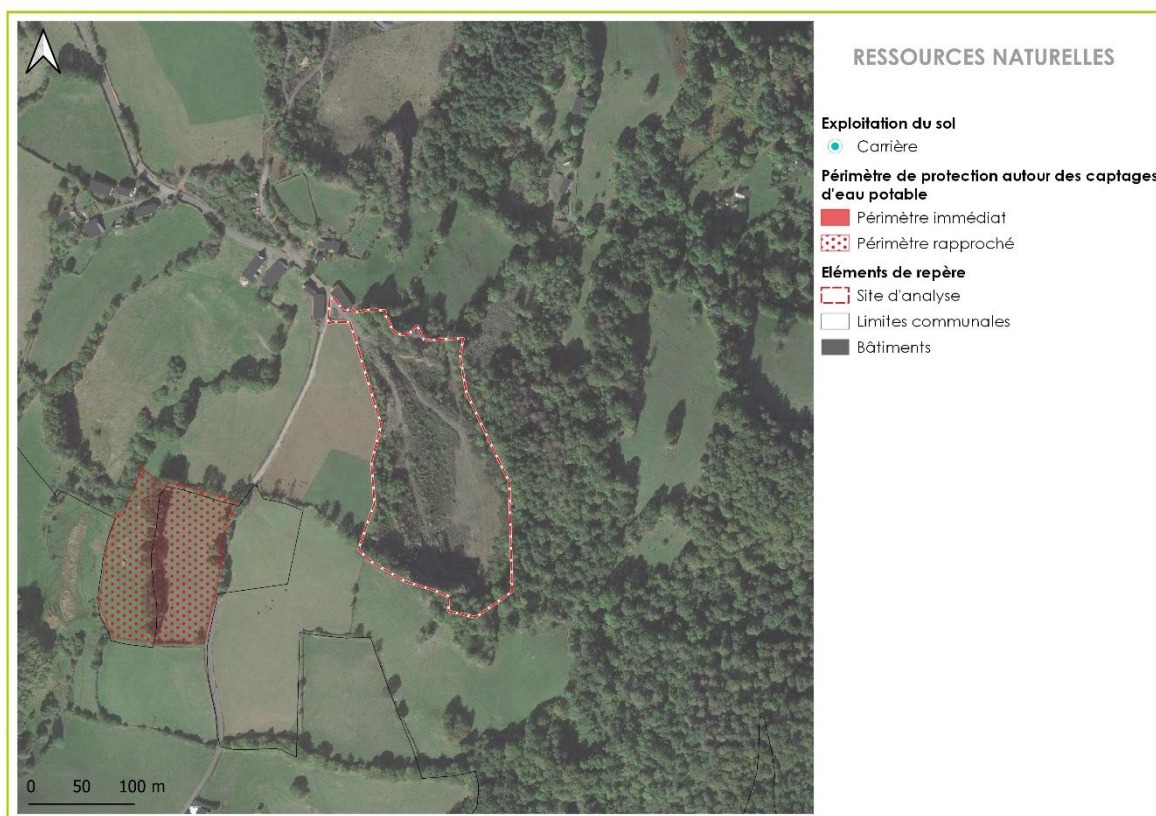 RESSOURCES NATURELLES
Exploitation du sol
Carrière
Périmètre de protection autour des captages
d'eau potable
Périmètre immédiat
Périmètre rapproché
Eléments de repère
Site d'analyse
Limites communales
Bâtiments
0 50 100 m